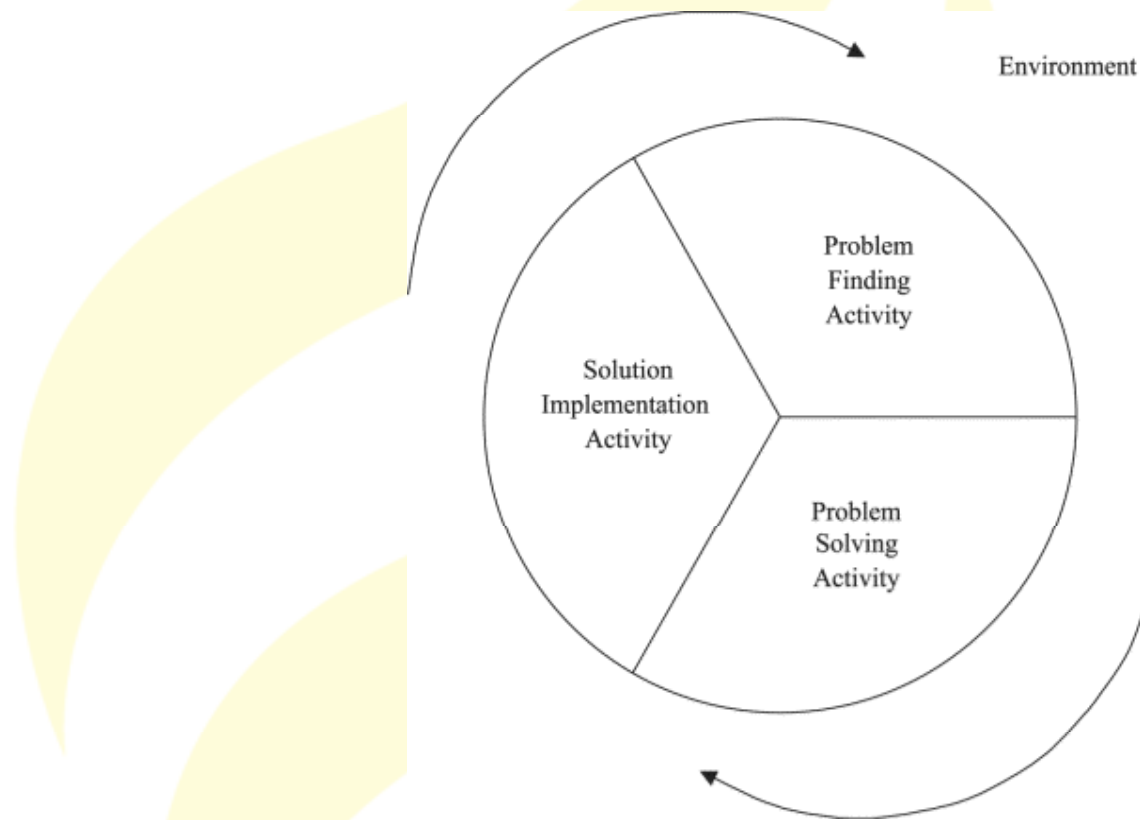 Environment
Problem
Finding
Activity
Solution
Implementation
Activity
Problem
Solving
Activity